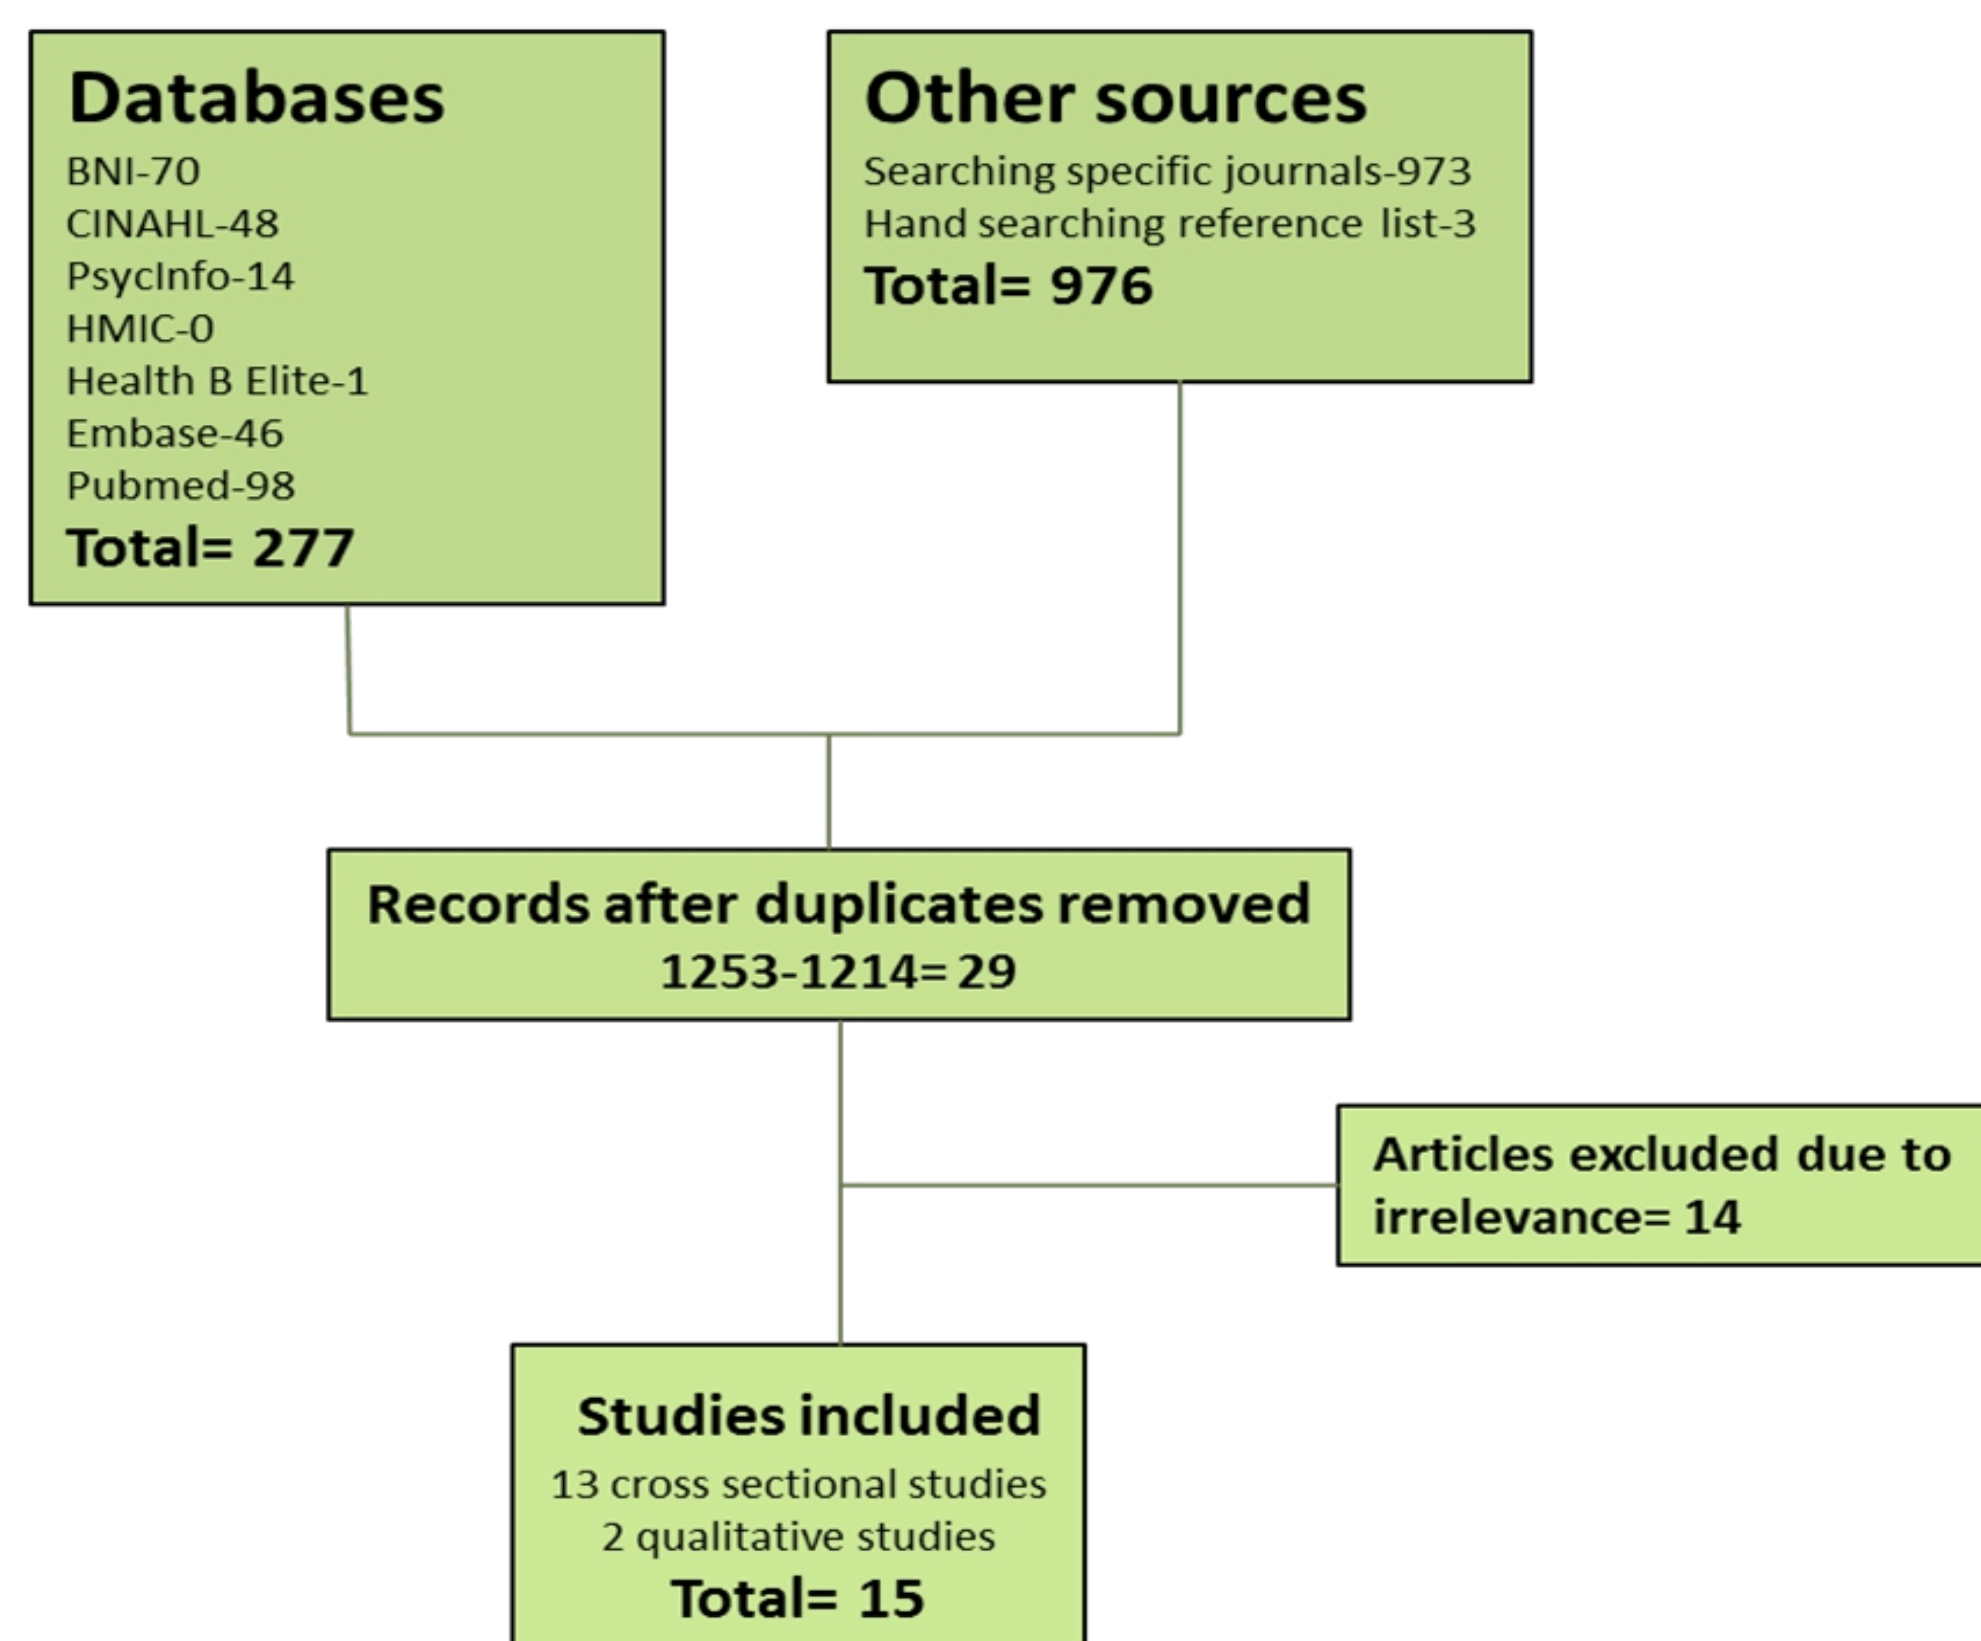 Databases
BNI-70
CINAHL-48
PsycInfo-14
HMIC-0
Health B Elite-1
Embase-46
Pubmed-98
Total= 277
Other sources
Searching specific journals-973
Hand searching reference list-3
Total= 976
Records after duplicates removed
1253-1214= 29
Articles excluded due to
irrelevance= 14
Studies included
13 cross sectional studies
2 qualitative studies
Total= 15